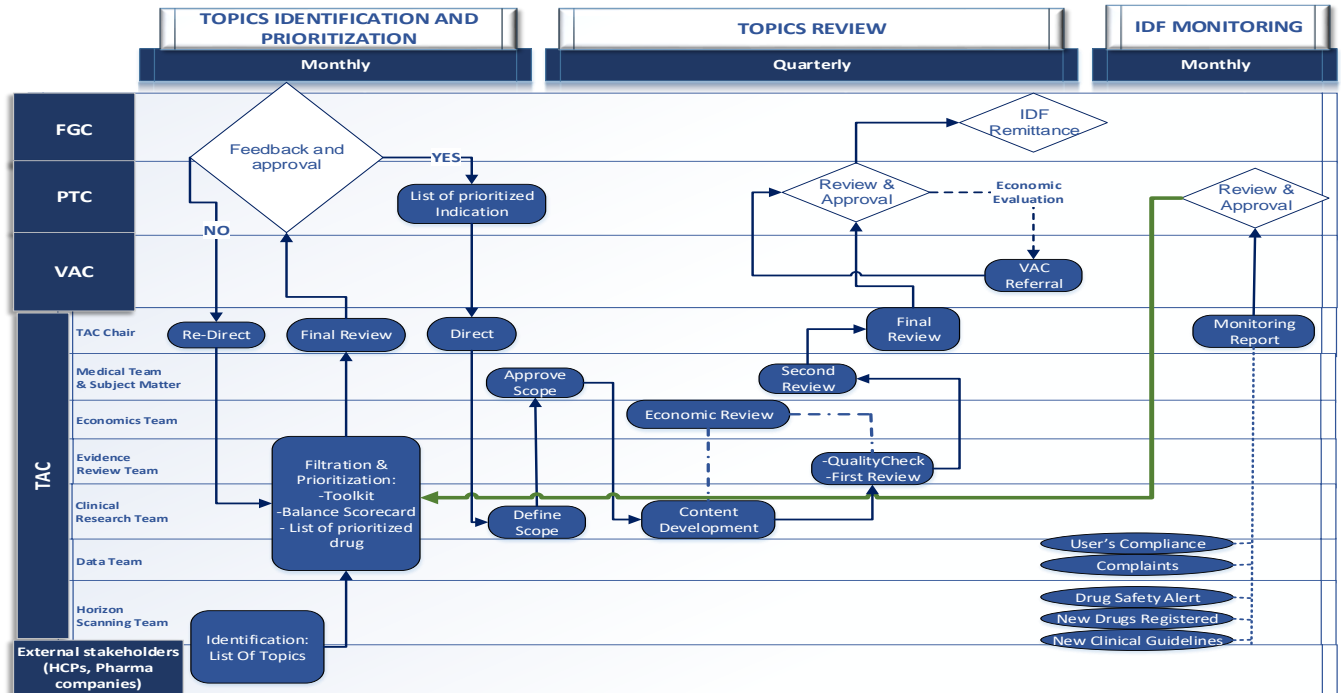 TOPICS IDENTIFICATION AND
PRIORITIZATION
TOPICS REVIEW
IDF MONITORING
Monthly
Quarterly
Monthly
FGC
PTC
VAC
TAC
TAC Chair
Medical Team
& Subject Matter
Economics Team
Evidence
Review Team
Clinical
Research Team
Data Team
Horizon
Scanning Team
External stakeholders
(HCPs, Pharma
companies)
Feedback and
approval
YES
NO
List of prioritized
Indication
Re-Direct
Final Review
Direct
Filtration &
Prioritization:
-Toolkit
-Balance Scorecard
- List of prioritized
drug
Identification:
List Of Topics
Approve
Scope
Define
Scope
Economic Review
Content
Development
-QualityCheck
-First Review
Second
Review
Final
Review
Review &
Approval
IDF
Remittance
Economic
Evaluation
VAC
Referral
Review &
Approval
Monitoring
Report
User's Compliance
Complaints
Drug Safety Alert
New Drugs Registered
New Clinical Guidelines